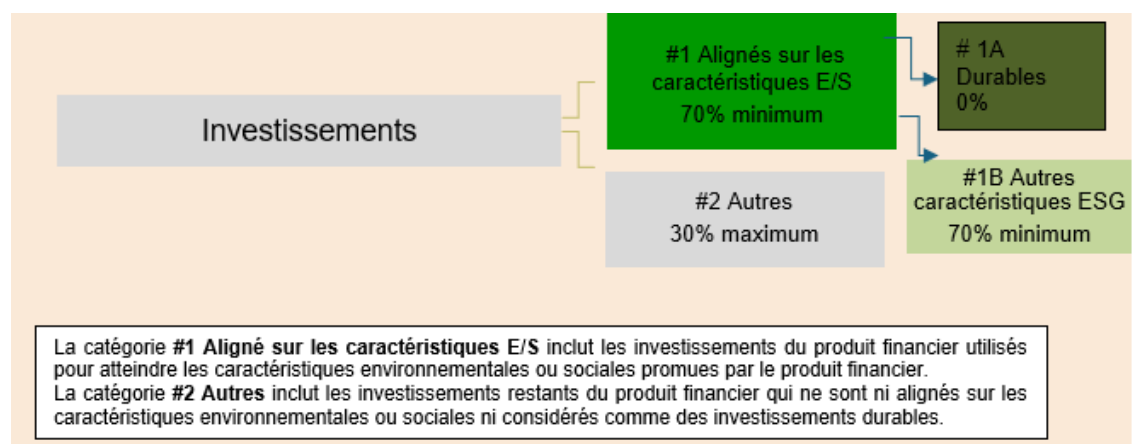 Investissements
#1 Alignés sur les
caractéristiques E/S
70% minimum
# 1A
Durables
0%
#1B Autres
caractéristiques ESG
70% minimum
#2 Autres
30% maximum
La catégorie #1 Aligné sur les caractéristiques E/S inclut les investissements du produit financier utilisés
pour atteindre les caractéristiques environnementales ou sociales promues par le produit financier.
La catégorie #2 Autres inclut les investissements restants du produit financier qui ne sont ni alignés sur les
caractéristiques environnementales ou sociales ni considérés comme des investissements durables.